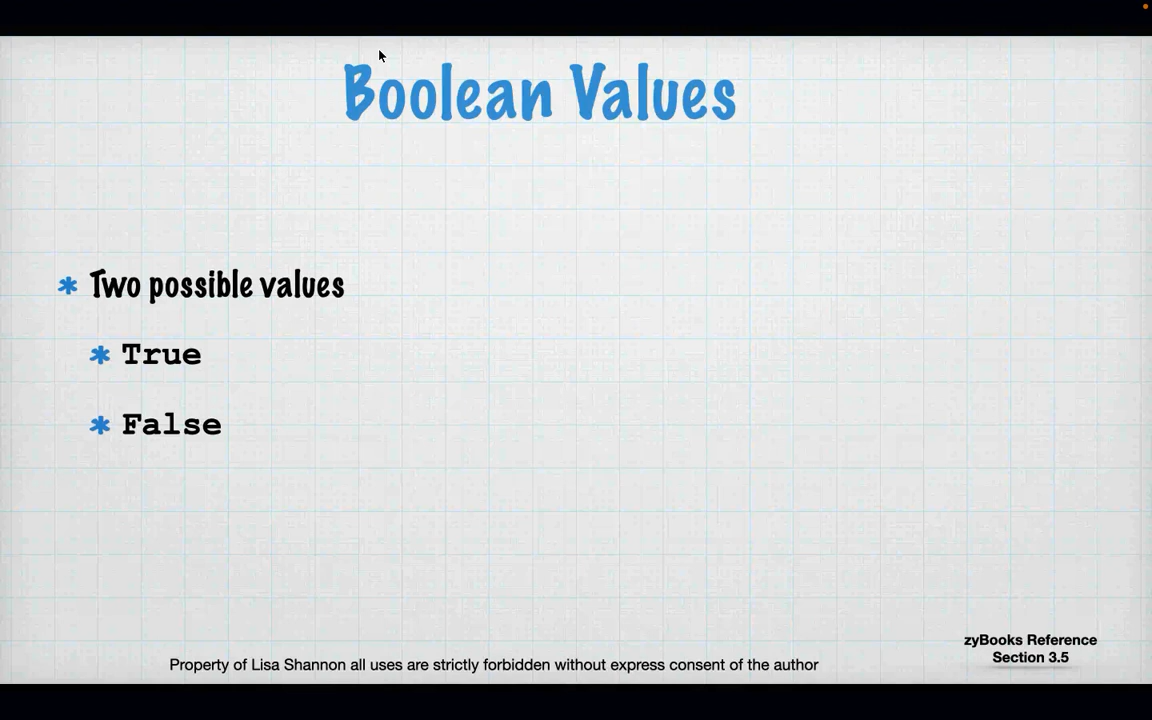 Boolean Values
* Two possible values
* True
* False
zyBooks Reference
Section 3.5
Property of Lisa Shannon all uses are strictly forbidden without express consent of the author